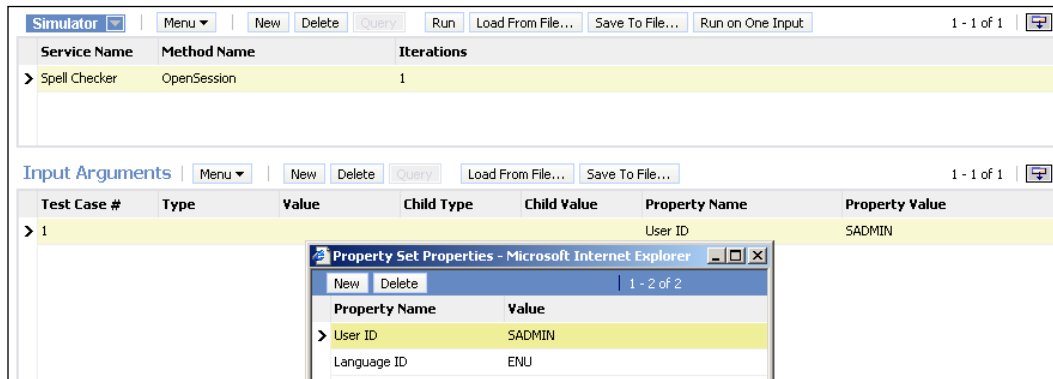 Simulator Menu New Delete Query Run Load From File... Save To File... Run on One Input 1 - 1 of 1
Service Name Method Name Iterations
Spell Checker OpenSession 1
Input Arguments Menu New Delete Query Load From File... Save To File... 1 - 1 of 1
Test Case # Type Value Child Type Child Value Property Name Property Value
1 User ID SADMIN
Property Set Properties - Microsoft Internet Explorer
New Delete 1 - 2 of 2
Property Name Value
User ID SADMIN
Language ID ENU